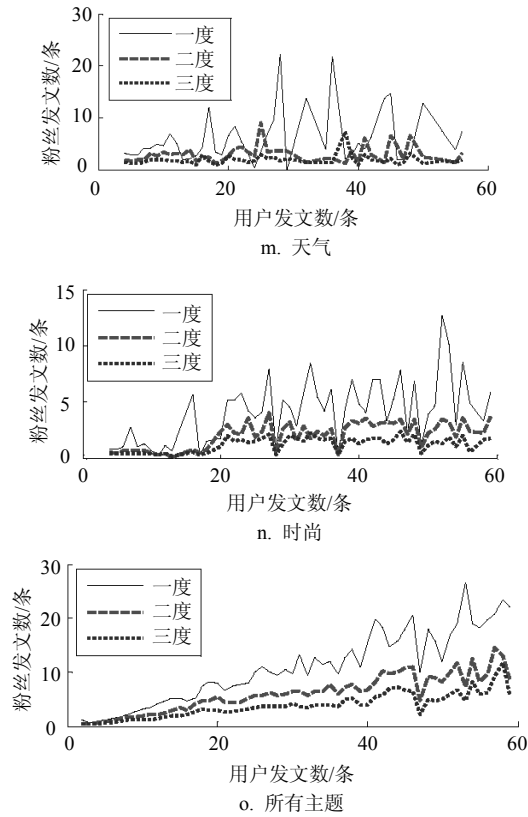 30
20
10
0
粉丝发文数/条
一度
二度
三度
0 20 40 60
用户发文数/条
m. 天气
15
10
5
0
粉丝发文数/条
一度
二度
三度
0 20 40 60
用户发文数/条
n. 时尚
30
20
10
0
粉丝发文数/条
一度
二度
三度
0 20 40 60
用户发文数/条
o. 所有主题